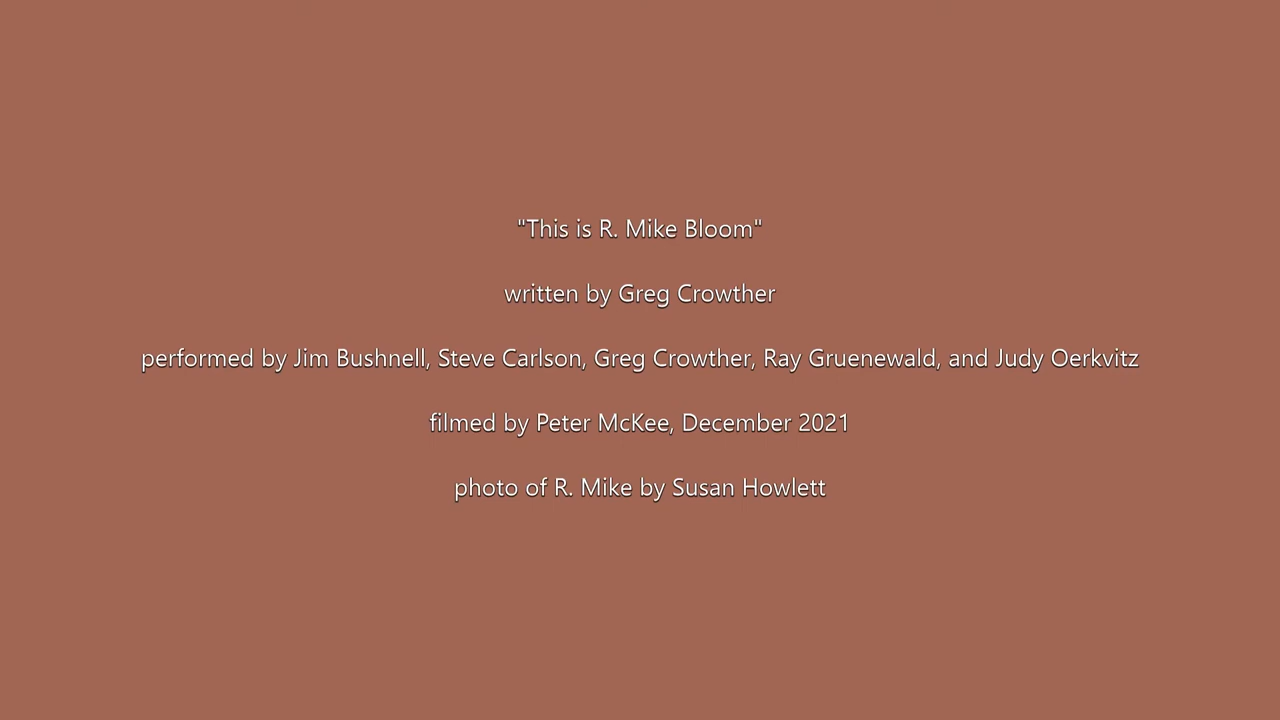 "This is R. Mike Bloom"
written by Greg Crowther
performed by Jim Bushnell, Steve Carlson, Greg Crowther, Ray Gruenewald, and Judy Oerkvitz
filmed by Peter McKee, December 2021
photo of R. Mike by Susan Howlett